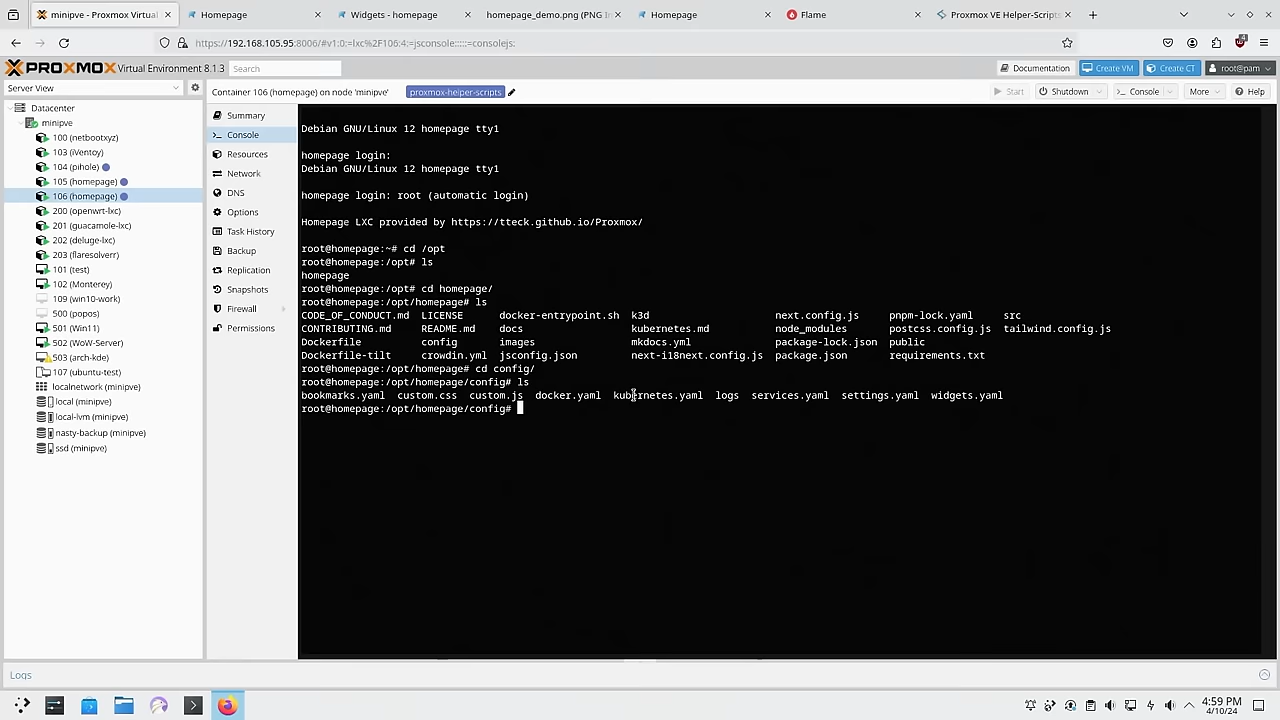 minipve - Proxmox Virtual
Homepage
Widgets - homepage
homepage_demo.png (PNG In
Homepage
Flame
Proxmox VE Helper-Scripts
https://192.168.105.95:8006/#v1:0:=lxc%2F106:4:=jsconsole:::::=consolejs:
PROXMOX Virtual Environment 8.1.3
Search
Documentation
Create VM
Create CT
root@pam
Server View
Container 106 (homepage) on node 'minipve'
proxmox-helper-scripts
Start
Shutdown
Console
More
Help
Datacenter
minipve
100 (netbootxyz)
103 (iVentoy)
104 (pihole)
105 (homepage)
106 (homepage)
200 (openwrt-lxc)
201 (guacamole-lxc)
202 (deluge-lxc)
203 (flaresolverr)
101 (test)
102 (Monterey)
109 (win10-work)
500 (popos)
501 (Win11)
502 (WoW-Server)
503 (arch-kde)
107 (ubuntu-test)
localnetwork (minipve)
local (minipve)
local-lvm (minipve)
nasty-backup (minipve)
ssd (minipve)
Summary
Console
Resources
Network
DNS
Options
Task History
Backup
Replication
Snapshots
Firewall
Permissions
Debian GNU/Linux 12 homepage tty1
homepage login:
Debian GNU/Linux 12 homepage tty1
homepage login: root (automatic login)
Homepage LXC provided by https://tteck.github.io/Proxmox/
root@homepage:~# cd /opt
root@homepage:/opt# ls
homepage
root@homepage:/opt# cd homepage/
root@homepage:/opt/homepage# ls
CODE_OF_CONDUCT.md LICENSE docker-entrypoint.sh k3d next.config.js pnpm-lock.yaml src
CONTRIBUTING.md README.md docs kubernetes.md node_modules postcss.config.js tailwind.config.js
Dockerfile config images mkdocs.yml package-lock.json public
Dockerfile-tilt crowdin.yml jsconfig.json next-i18next.config.js package.json requirements.txt
root@homepage:/opt/homepage# cd config/
root@homepage:/opt/homepage/config# ls
bookmarks.yaml custom.css custom.js docker.yaml kubernetes.yaml logs services.yaml settings.yaml widgets.yaml
root@homepage:/opt/homepage/config#
Logs
4:59 PM
4/10/24